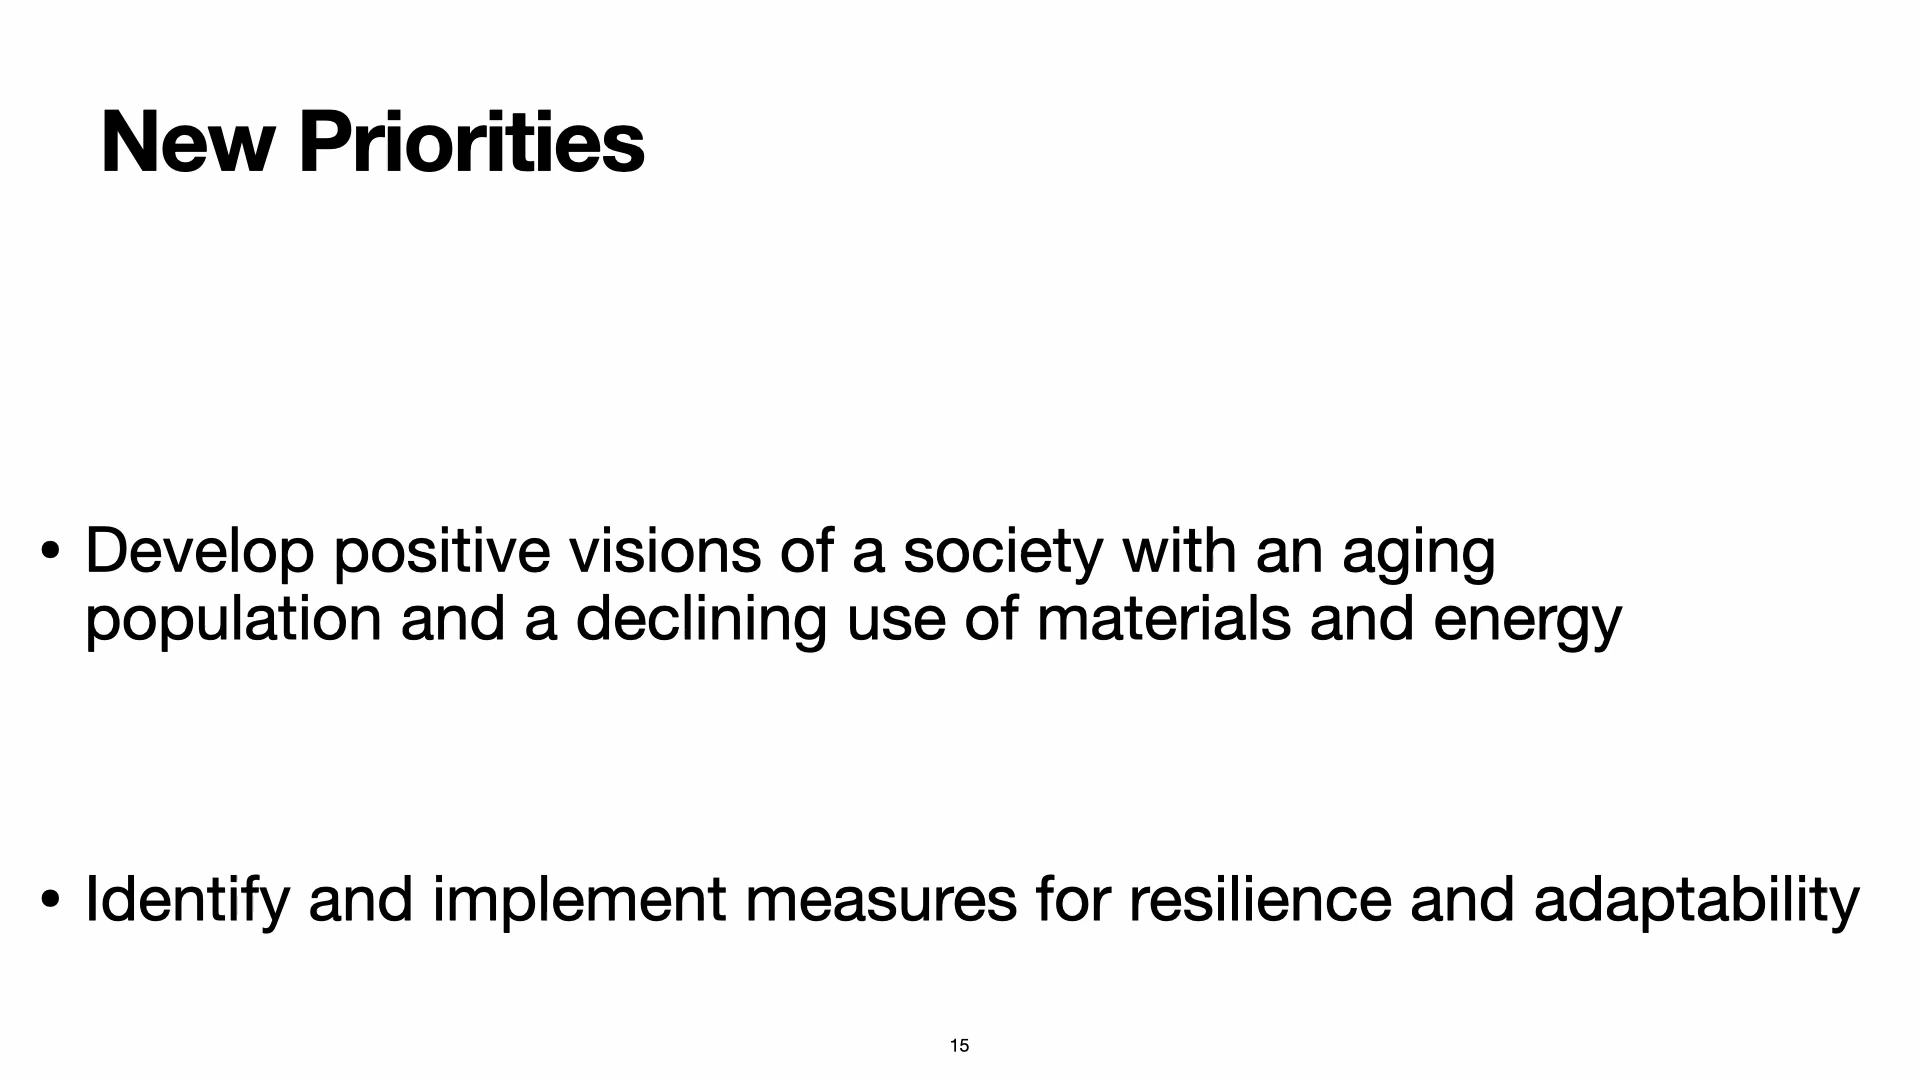 New Priorities
• Develop positive visions of a society with an aging
population and a declining use of materials and energy
• Identify and implement measures for resilience and adaptability
15